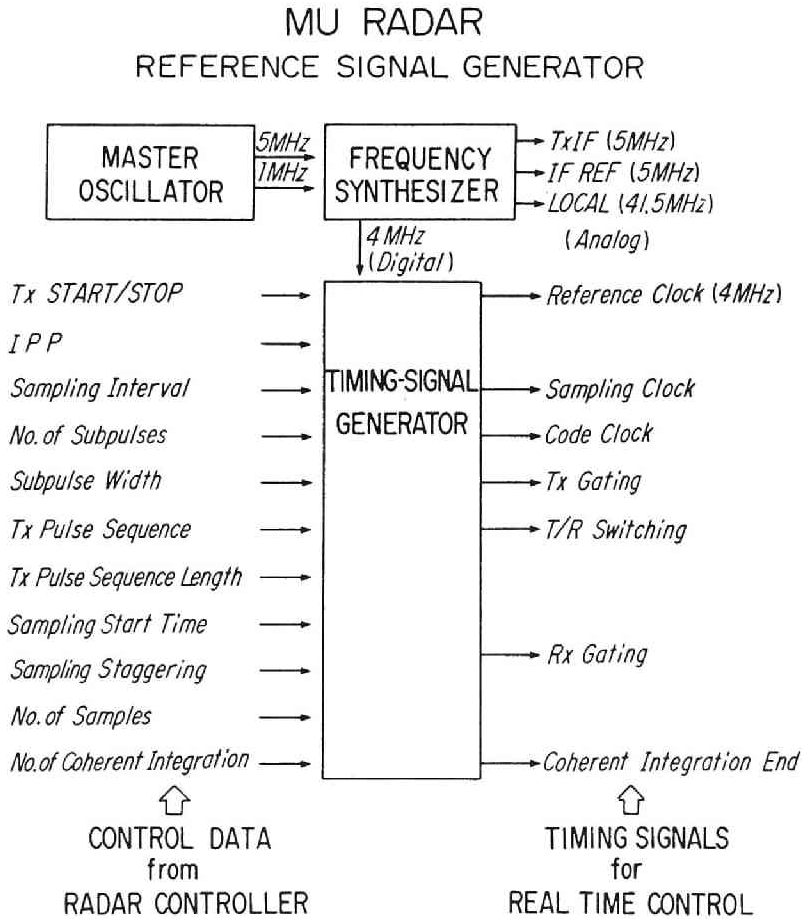 MU RADAR
REFERENCE SIGNAL GENERATOR
MASTER
OSCILLATOR
5MHz
1MHz
FREQUENCY
SYNTHESIZER
TxIF (5MHz)
IF REF (5MHz)
LOCAL (41.5MHz)
(Analog)
4MHz
(Digital)
Tx START/STOP
IPP
Sampling Interval
No. of Subpulses
Subpulse Width
Tx Pulse Sequence
Tx Pulse Sequence Length
Sampling Start Time
Sampling Staggering
No. of Samples
No. of Coherent Integration
TIMING-SIGNAL
GENERATOR
Reference Clock (4MHz)
Sampling Clock
Code Clock
Tx Gating
T/R Switching
Rx Gating
Coherent Integration End
CONTROL DATA
from
RADAR CONTROLLER
TIMING SIGNALS
for
REAL TIME CONTROL